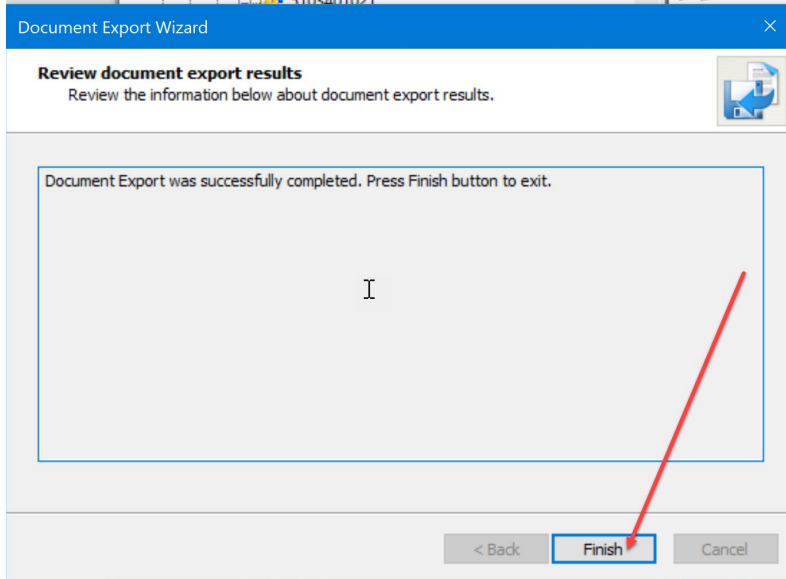 Document Export Wizard
Review document export results
Review the information below about document export results.
Document Export was successfully completed. Press Finish button to exit.
< Back
Finish
Cancel